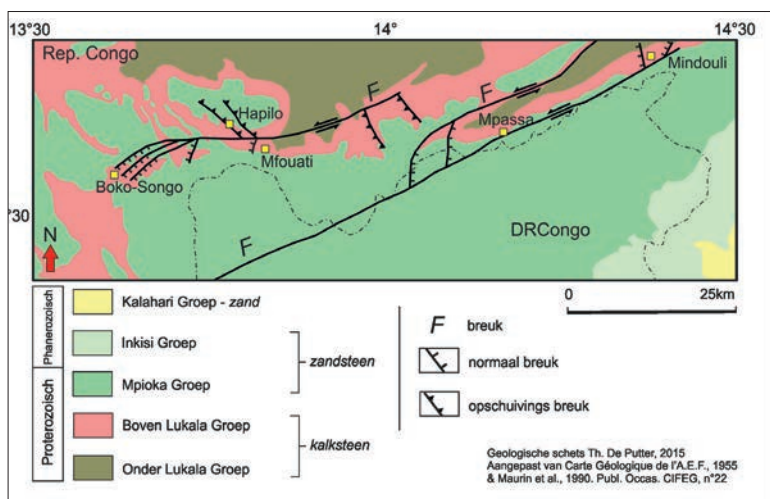 13°30
14°
14°30
Rep. Congo
Mindouli
F
F
Hapilo
Mpassa
Mfouati
Boko-Songo
°30
N
F
DRCongo
Phanerozoisch
Proterozoisch
Kalahari Groep - zand
Inkisi Groep
zandsteen
Mpioka Groep
Boven Lukala Groep
kalksteen
Onder Lukala Groep
F breuk
normaal breuk
opschuivings breuk
0 25km
Geologische schets Th. De Putter, 2015
Aangepast van Carte Géologique de l'A.E.F., 1955
& Maurin et al., 1990. Publ. Occas. CIFEG, n°22